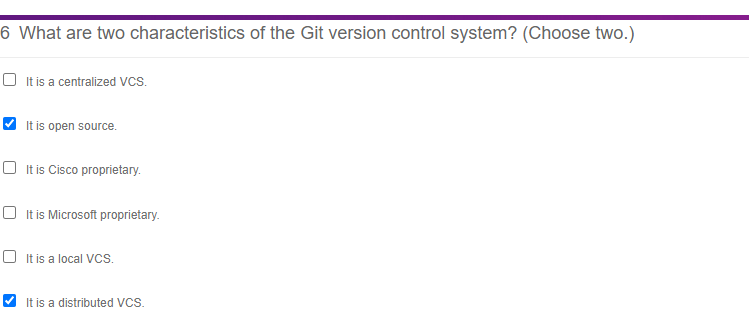 6 What are two characteristics of the Git version control system? (Choose two.)
It is a centralized VCS.
It is open source.
It is Cisco proprietary.
It is Microsoft proprietary.
It is a local VCS.
It is a distributed VCS.